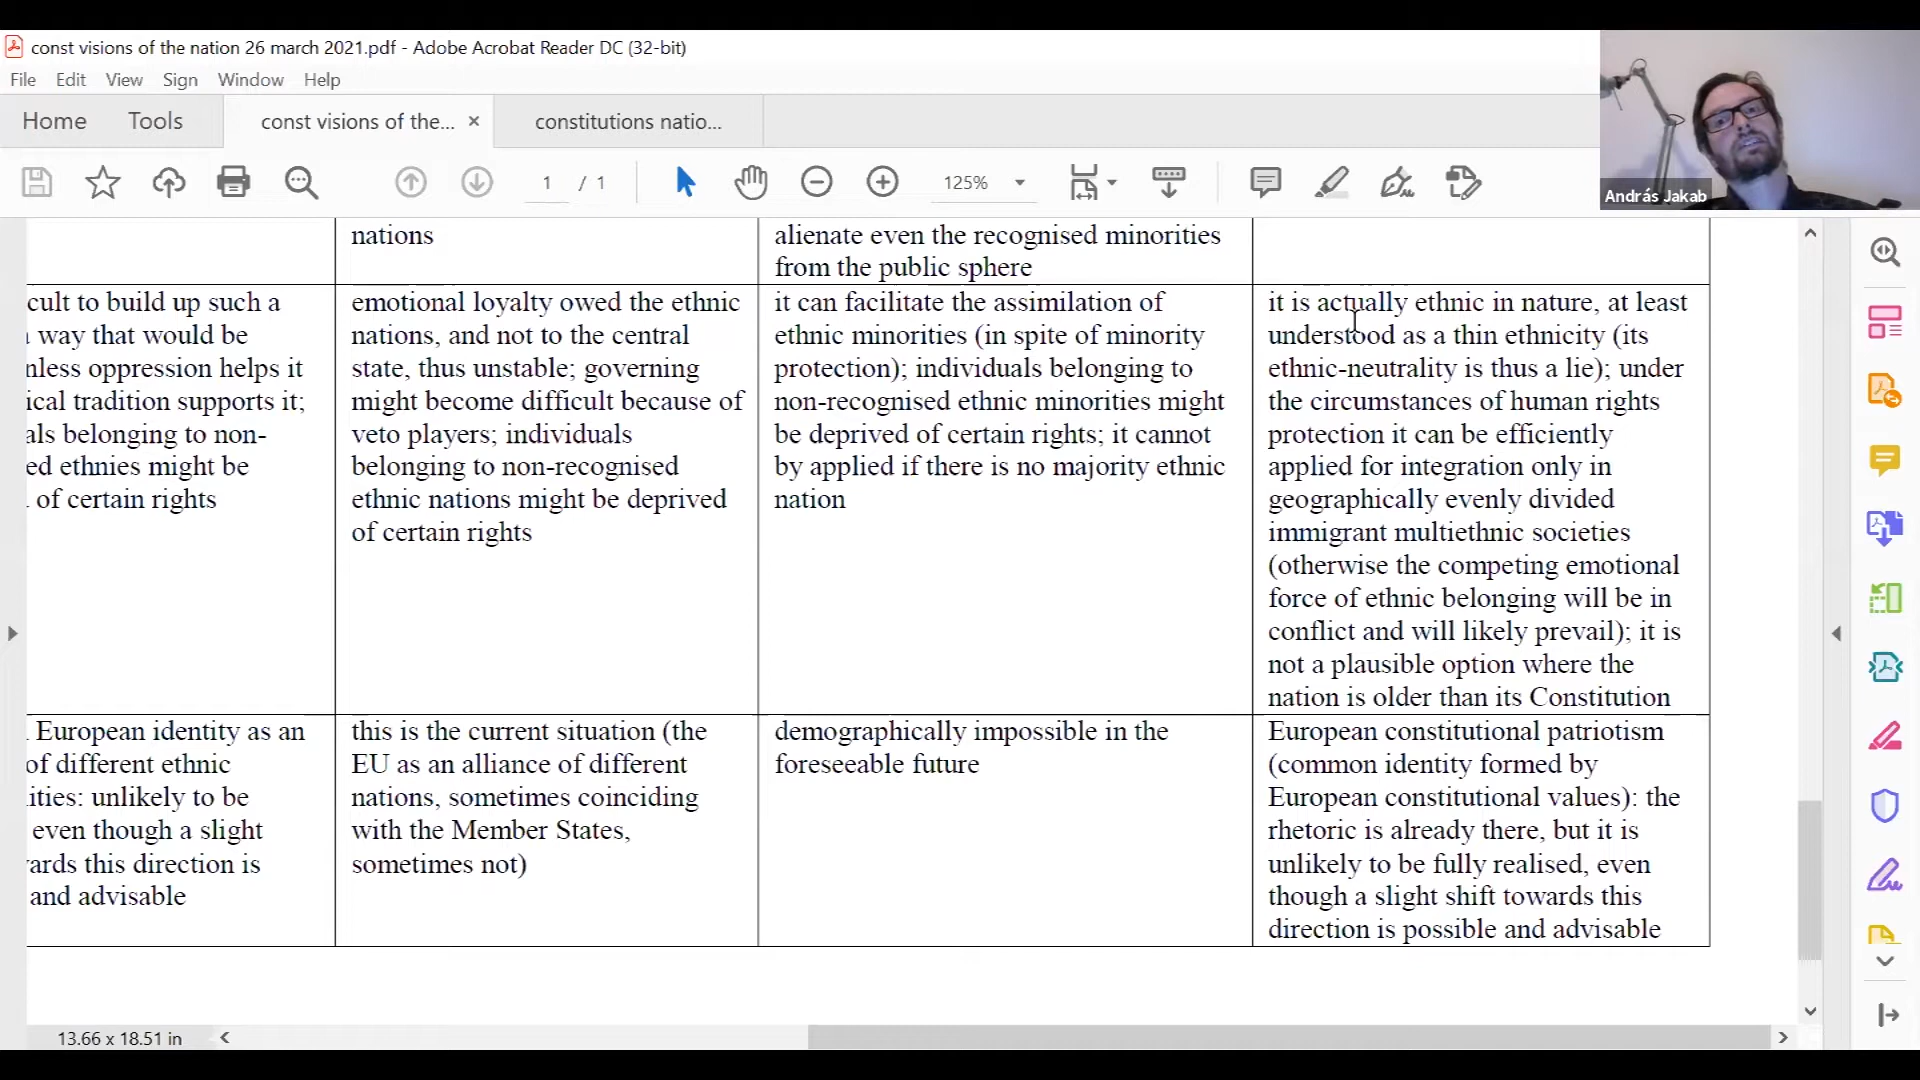 const visions of the nation 26 march 2021.pdf - Adobe Acrobat Reader DC (32-bit)
File Edit View Sign Window Help
Home Tools const visions of the... × constitutions natio...
1 / 1 125%
András Jakab
nations
alienate even the recognised minorities
from the public sphere
cult to build up such a
way that would be
nless oppression helps it
ical tradition supports it;
als belonging to non-
ed ethnies might be
of certain rights
emotional loyalty owed the ethnic
nations, and not to the central
state, thus unstable; governing
might become difficult because of
veto players; individuals
belonging to non-recognised
ethnic nations might be deprived
of certain rights
it can facilitate the assimilation of
ethnic minorities (in spite of minority
protection); individuals belonging to
non-recognised ethnic minorities might
be deprived of certain rights; it cannot
by applied if there is no majority ethnic
nation
it is actually ethnic in nature, at least
understood as a thin ethnicity (its
ethnic-neutrality is thus a lie); under
the circumstances of human rights
protection it can be efficiently
applied for integration only in
geographically evenly divided
immigrant multiethnic societies
(otherwise the competing emotional
force of ethnic belonging will be in
conflict and will likely prevail); it is
not a plausible option where the
nation is older than its Constitution
European identity as an
of different ethnic
ities: unlikely to be
even though a slight
ards this direction is
and advisable
this is the current situation (the
EU as an alliance of different
nations, sometimes coinciding
with the Member States,
sometimes not)
demographically impossible in the
foreseeable future
European constitutional patriotism
(common identity formed by
European constitutional values): the
rhetoric is already there, but it is
unlikely to be fully realised, even
though a slight shift towards this
direction is possible and advisable
13.66 x 18.51 in